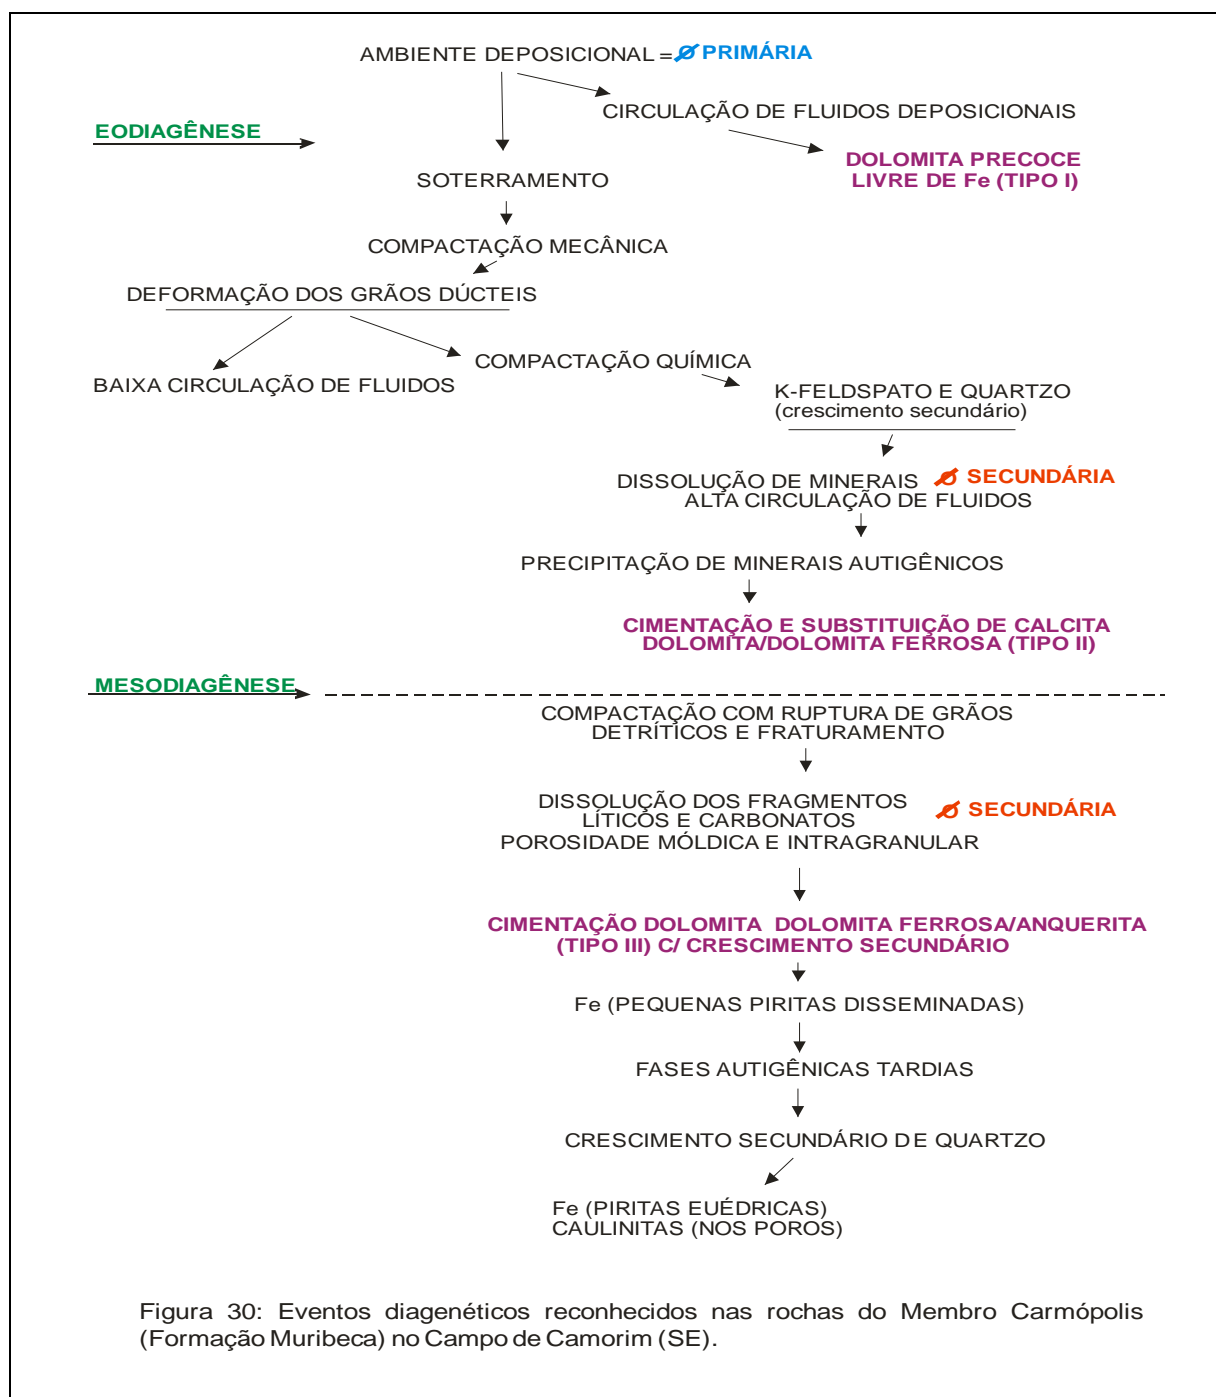 AMBIENTE DEPOSICIONAL = Ø PRIMÁRIA
CIRCULAÇÃO DE FLUIDOS DEPOSICIONAIS
EODIAGÊNESE
DOLOMITA PRECOCE
LIVRE DE Fe (TIPO I)
SOTERRAMENTO
COMPACTAÇÃO MECÂNICA
DEFORMAÇÃO DOS GRÃOS DÚCTEIS
COMPACTAÇÃO QUÍMICA
BAIXA CIRCULAÇÃO DE FLUIDOS
K-FELDSPATO E QUARTZO
(crescimento secundário)
DISSOLUÇÃO DE MINERAIS Ø SECUNDÁRIA
ALTA CIRCULAÇÃO DE FLUIDOS
PRECIPITAÇÃO DE MINERAIS AUTIGÊNICOS
CIMENTAÇÃO E SUBSTITUIÇÃO DE CALCITA
DOLOMITA/DOLOMITA FERROSA (TIPO II)
MESODIAGÊNESE
COMPACTAÇÃO COM RUPTURA DE GRÃOS
DETRÍTICOS E FRATURAMENTO
DISSOLUÇÃO DOS FRAGMENTOS
LÍTICOS E CARBONATOS Ø SECUNDÁRIA
POROSIDADE MÓLDICA E INTRAGRANULAR
CIMENTAÇÃO DOLOMITA DOLOMITA FERROSA/ANQUERITA
(TIPO III) C/ CRESCIMENTO SECUNDÁRIO
Fe (PEQUENAS PIRITAS DISSEMINADAS)
FASES AUTIGÊNICAS TARDIAS
CRESCIMENTO SECUNDÁRIO DE QUARTZO
Fe (PIRITAS EUÉDRICAS)
CAULINITAS (NOS POROS)
Figura 30: Eventos diagenéticos reconhecidos nas rochas do Membro Carmópolis
(Formação Muribeca) no Campo de Camorim (SE).